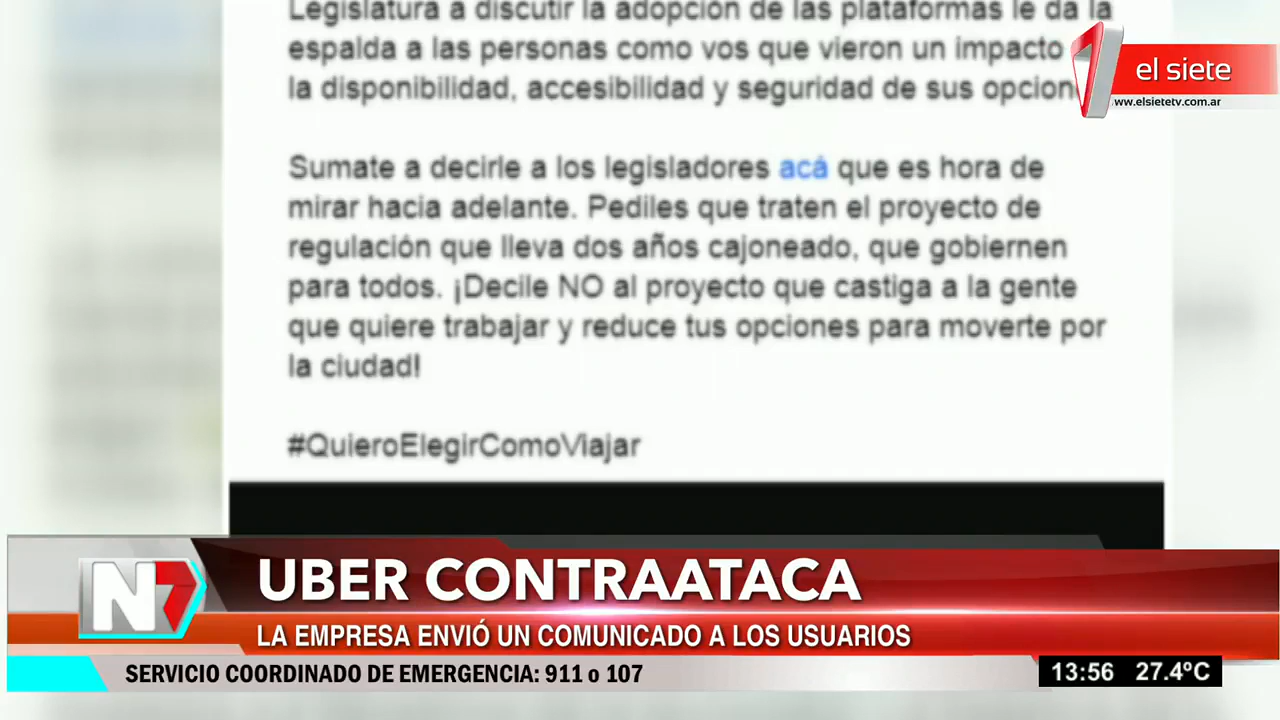 Legislatura a discutir la adopción de las plataformas le da la
espalda a las personas como vos que vieron un impacto
la disponibilidad, accesibilidad y seguridad de sus opcion
Sumate a decirle a los legisladores acá que es hora de
mirar hacia adelante. Pediles que traten el proyecto de
regulación que lleva dos años cajoneado, que gobiernen
para todos. ¡Decile NO al proyecto que castiga a la gente
que quiere trabajar y reduce tus opciones para moverte por
la ciudad!
#QuieroElegirComoViajar
7 el siete
www.elsietetv.com.ar
N7
UBER CONTRAATACA
LA EMPRESA ENVIÓ UN COMUNICADO A LOS USUARIOS
SERVICIO COORDINADO DE EMERGENCIA: 911 o 107
13:56 27.4ºC